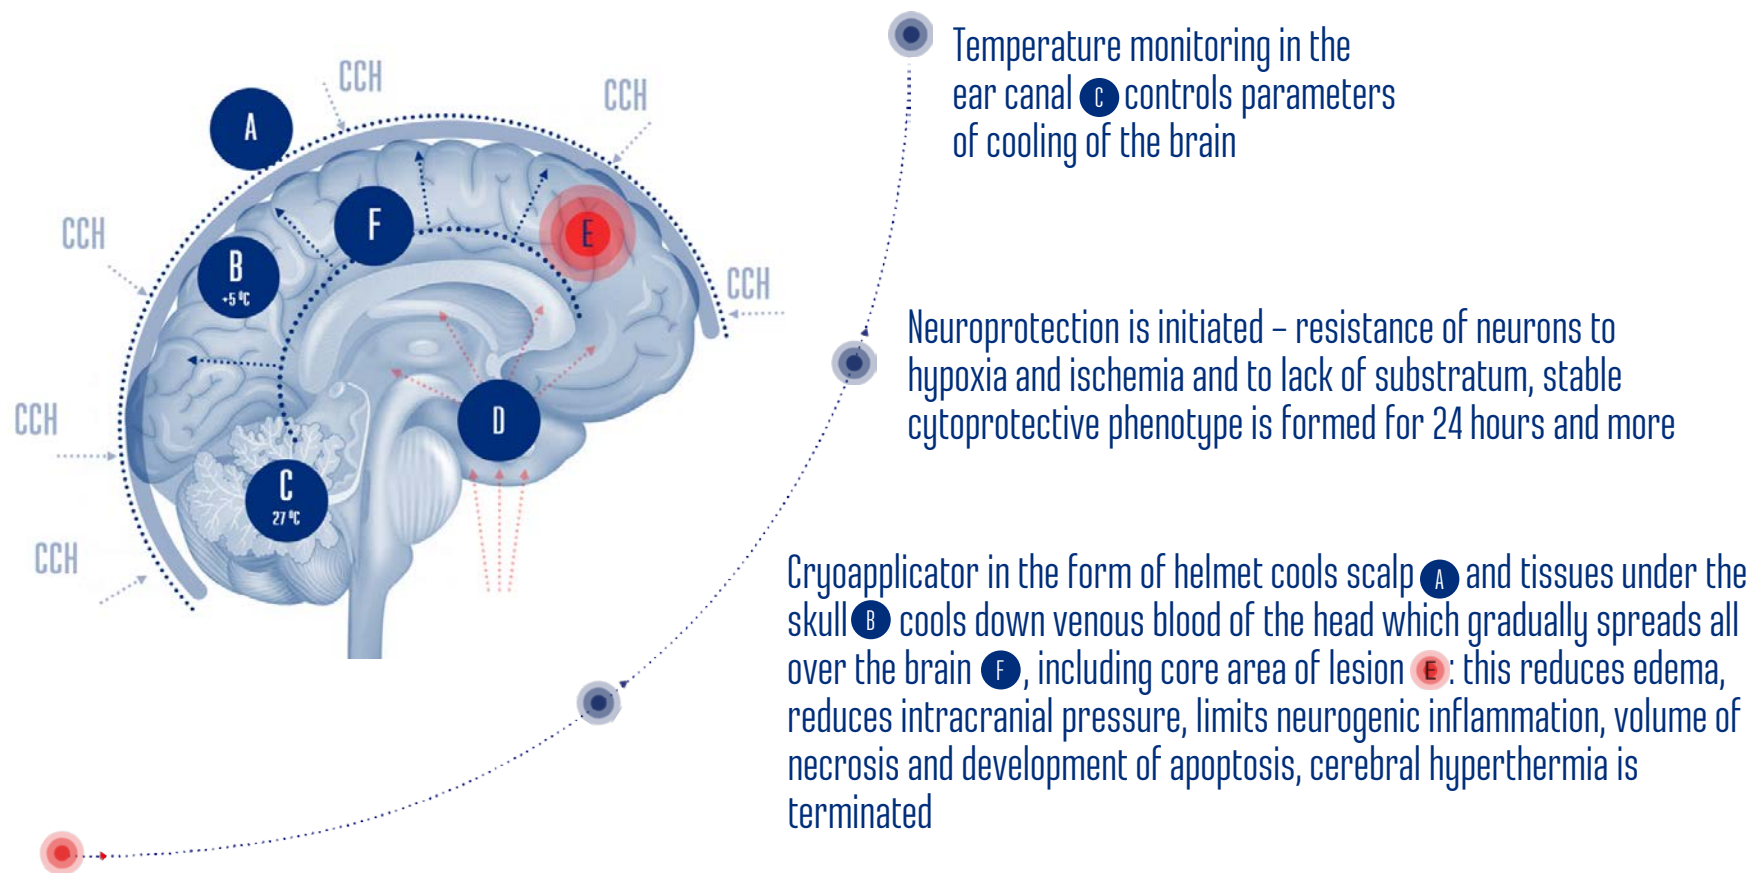 CCH
CCH
A
CCH
F
E
B
+5 ºC
CCH
CCH
D
C
27 ºC
CCH
Temperature monitoring in the
ear canal C controls parameters
of cooling of the brain
Neuroprotection is initiated – resistance of neurons to
hypoxia and ischemia and to lack of substratum, stable
cytoprotective phenotype is formed for 24 hours and more
Cryoapplicator in the form of helmet cools scalp A and tissues under the
skull B cools down venous blood of the head which gradually spreads all
over the brain F, including core area of lesion E: this reduces edema,
reduces intracranial pressure, limits neurogenic inflammation, volume of
necrosis and development of apoptosis, cerebral hyperthermia is
terminated